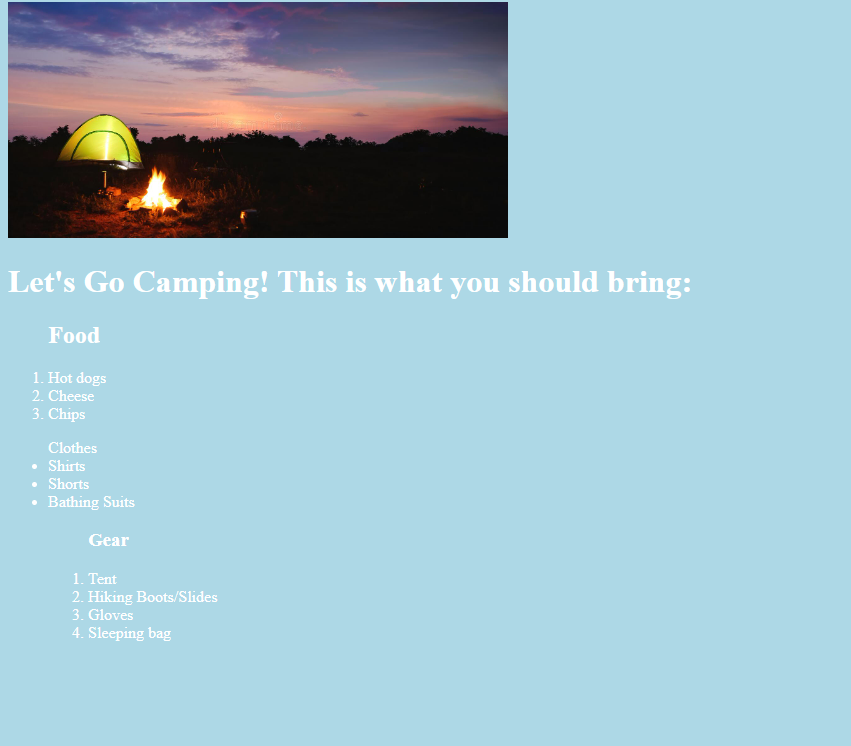 Let's Go Camping! This is what you should bring:
Food
1. Hot dogs
2. Cheese
3. Chips
Clothes
• Shirts
• Shorts
• Bathing Suits
Gear
1. Tent
2. Hiking Boots/Slides
3. Gloves
4. Sleeping bag